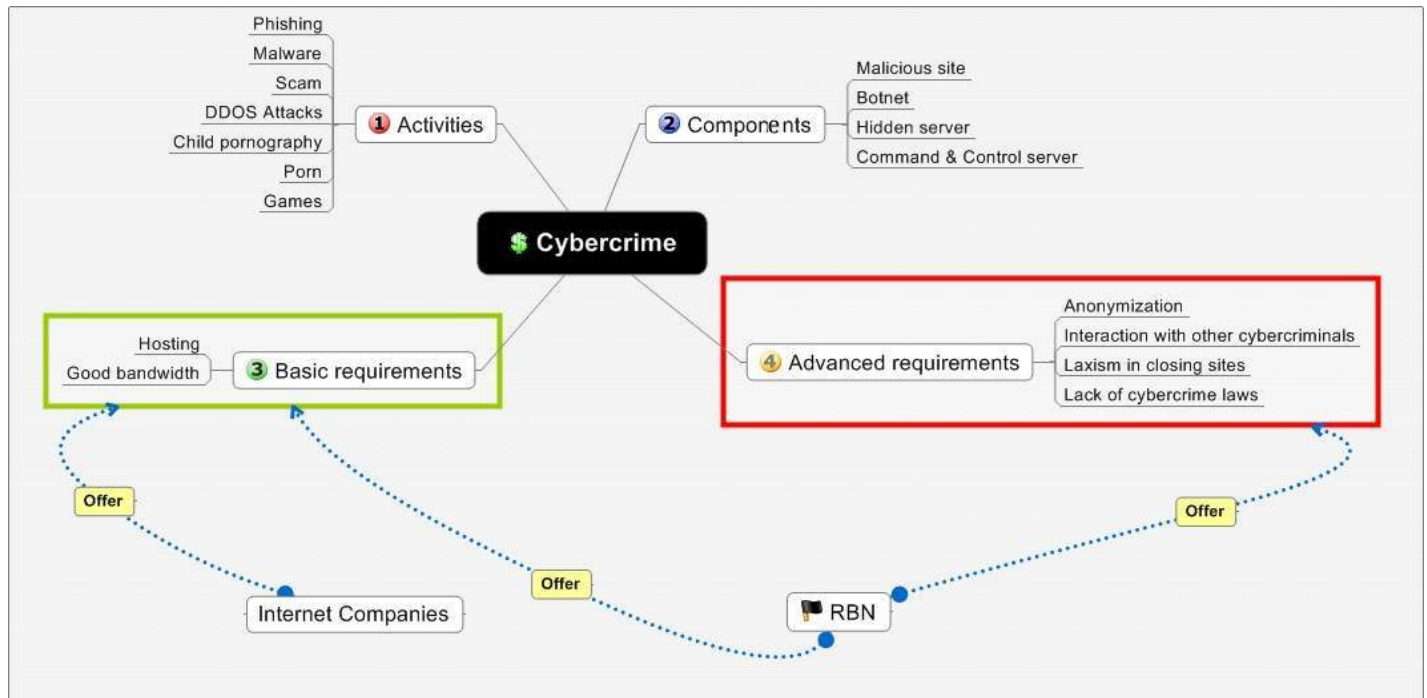 Phishing
Malware
Scam
DDOS Attacks
Child pornography
Porn
Games
1 Activities
2 Components
Malicious site
Botnet
Hidden server
Command & Control server
$ Cybercrime
Hosting
Good bandwidth
3 Basic requirements
4 Advanced requirements
Anonymization
Interaction with other cybercriminals
Laxism in closing sites
Lack of cybercrime laws
Offer
Offer
Offer
Internet Companies
RBN